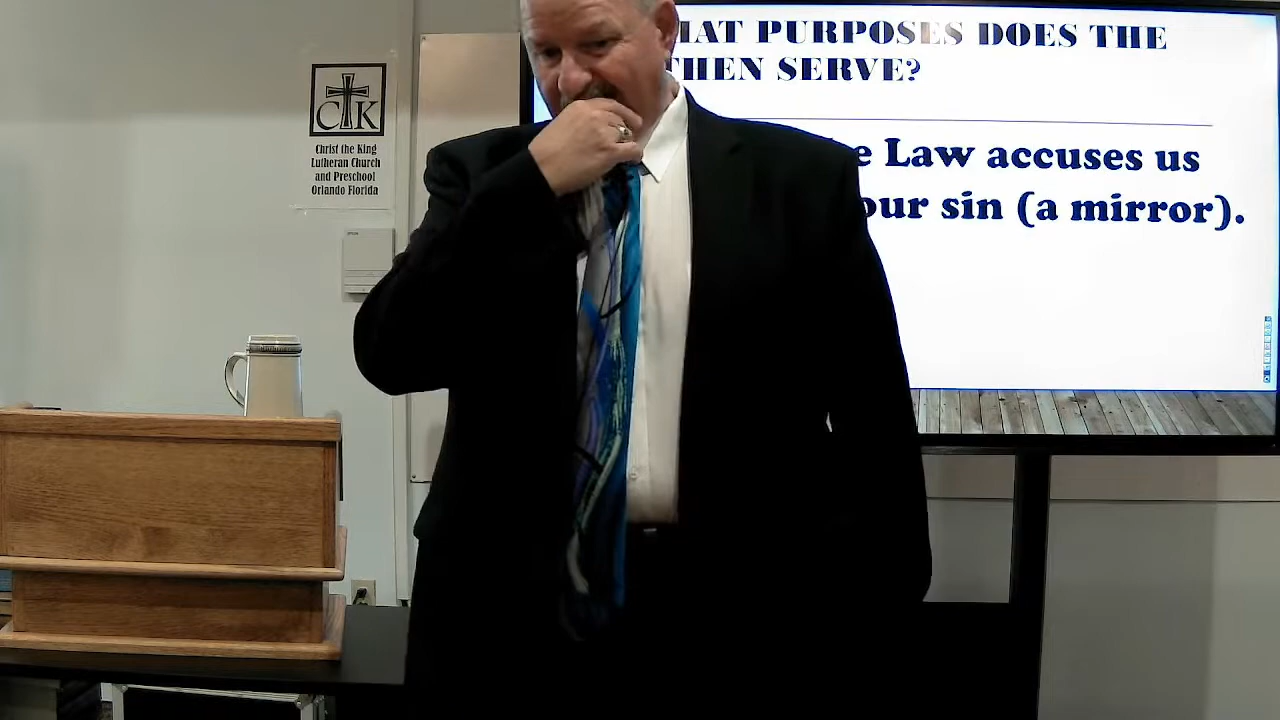 CTK
Christ the King
Lutheran Church
and Preschool
Orlando Florida
PURPOSES DOES THE
THEN SERVE?
Law accuses us
our sin (a mirror).